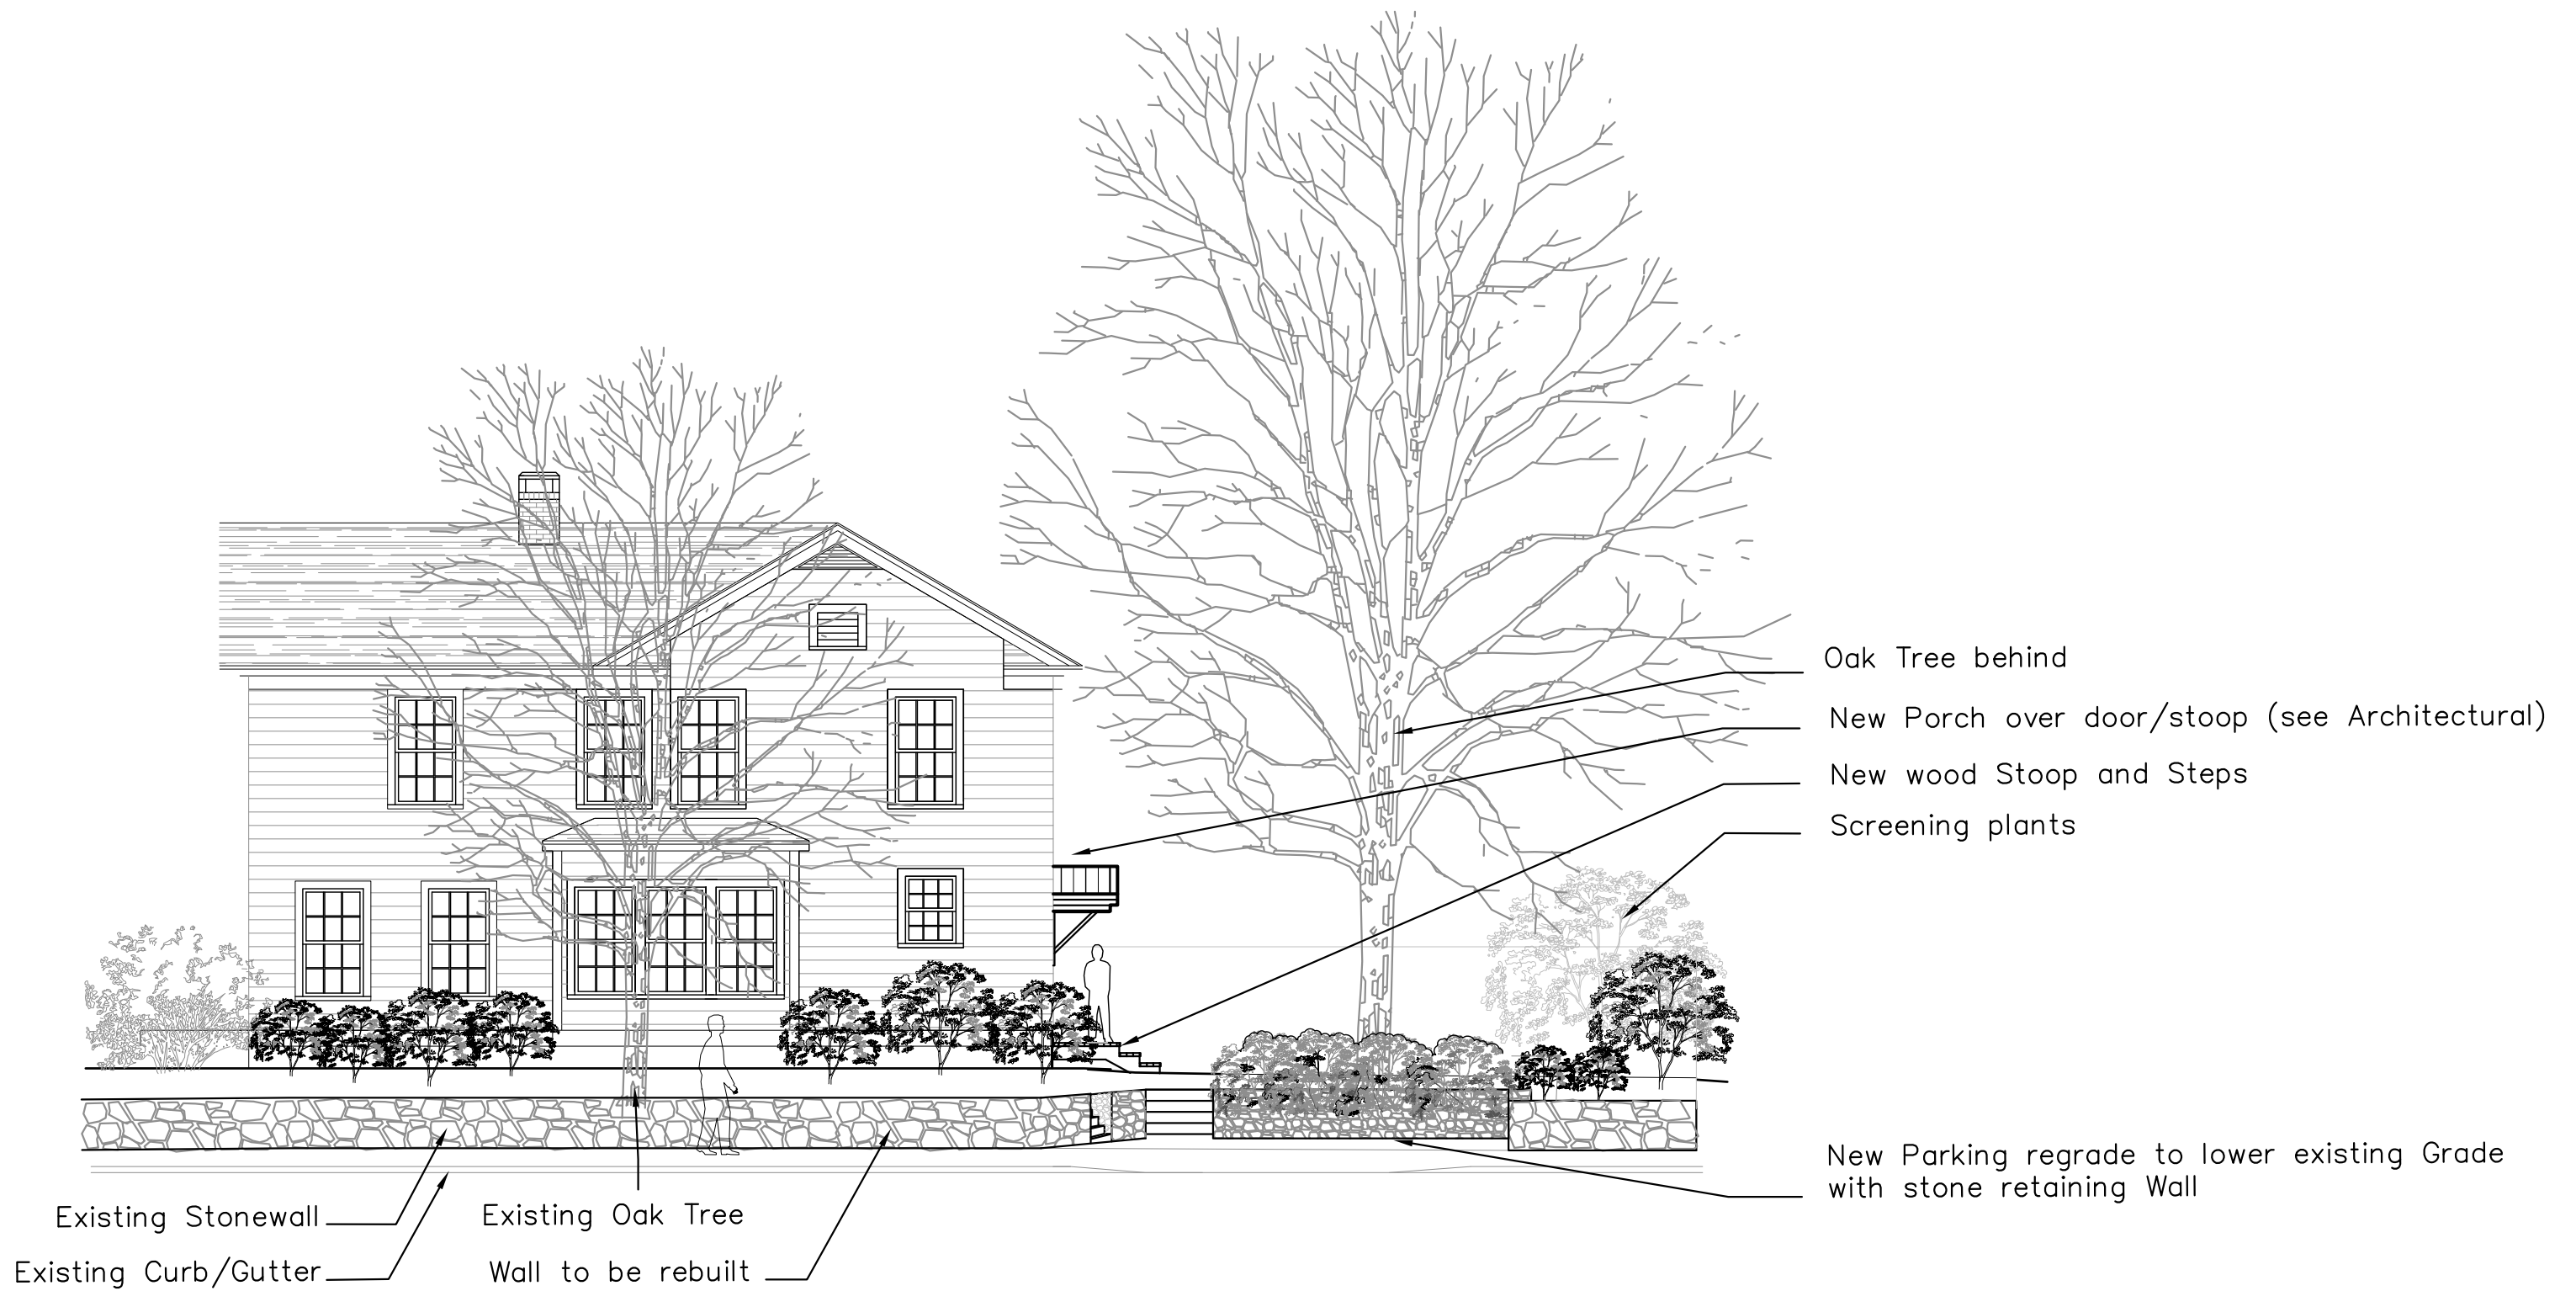 Oak Tree behind
New Porch over door/stoop (see Architectural)
New wood Stoop and Steps
Screening plants
New Parking regrade to lower existing Grade
with stone retaining Wall
Existing Stonewall
Existing Oak Tree
Existing Curb/Gutter
Wall to be rebuilt